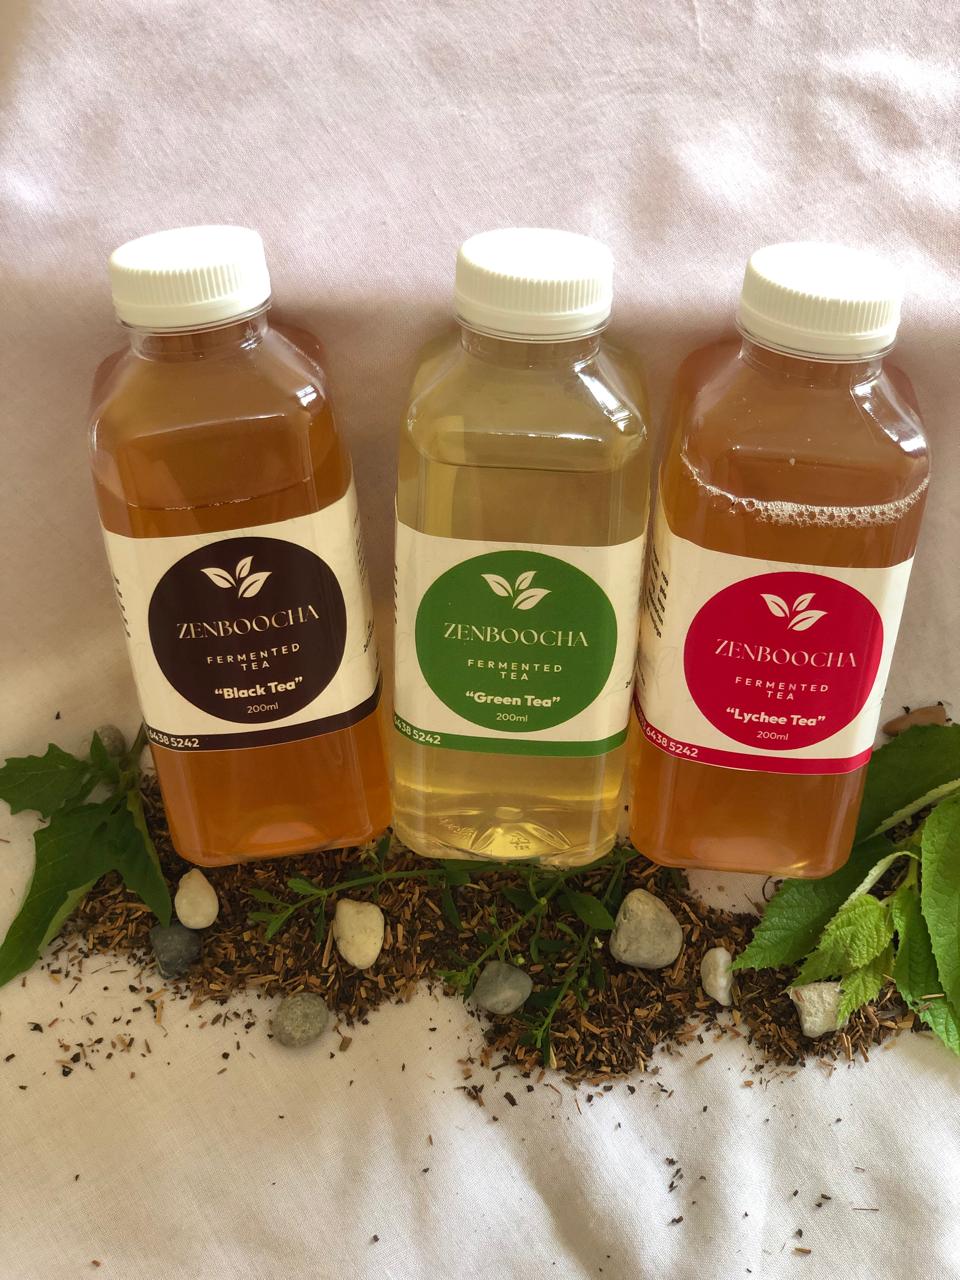 ZENBOOCHA
FERMENTED
TEA
“Black Tea”
200ml
6438 5242
ZENBOOCHA
FERMENTED
TEA
“Green Tea”
200ml
6438 5242
ZENBOOCHA
FERMENTED
TEA
“Lychee Tea”
200ml
6438 5242